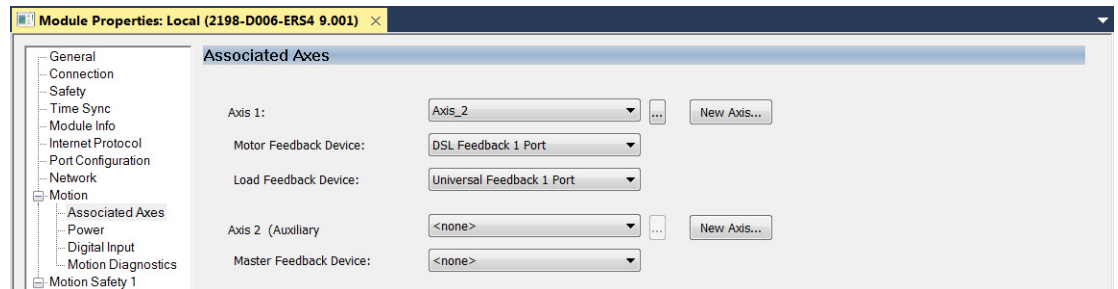 Module Properties: Local (2198-D006-ERS4 9.001) ×
General
Connection
Safety
Time Sync
Module Info
Internet Protocol
Port Configuration
Network
Motion
Associated Axes
Power
Digital Input
Motion Diagnostics
Motion Safety 1
Associated Axes
Axis 1: Axis_2 ... New Axis...
Motor Feedback Device: DSL Feedback 1 Port
Load Feedback Device: Universal Feedback 1 Port
Axis 2 (Auxiliary <none> ... New Axis...
Master Feedback Device: <none>